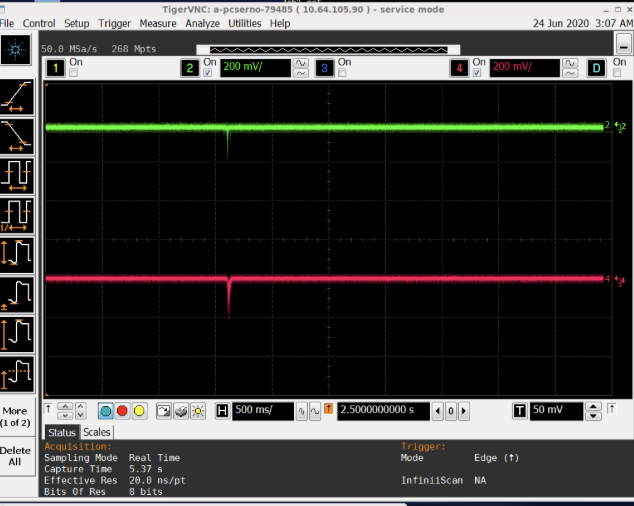 TigerVNC: a-pcserno-79485 ( 10.64.105.90 ) - service mode
File Control Setup Trigger Measure Analyze Utilities Help 24 Jun 2020 3:07 AM
50.0 MSa/s 268 Mpts
1 On 2 On 200 mV/ 3 On 4 On 200 mV/ D On
2 2
4 4
More
(1 of 2)
Delete
All
H 500 ms/ 2.5000000000 s 0 T 50 mV
Status Scales
Acquisition: Trigger:
Sampling Mode Real Time Mode Edge (↑)
Capture Time 5.37 s
Effective Res 20.0 ns/pt InfiniiScan NA
Bits Of Res 8 bits